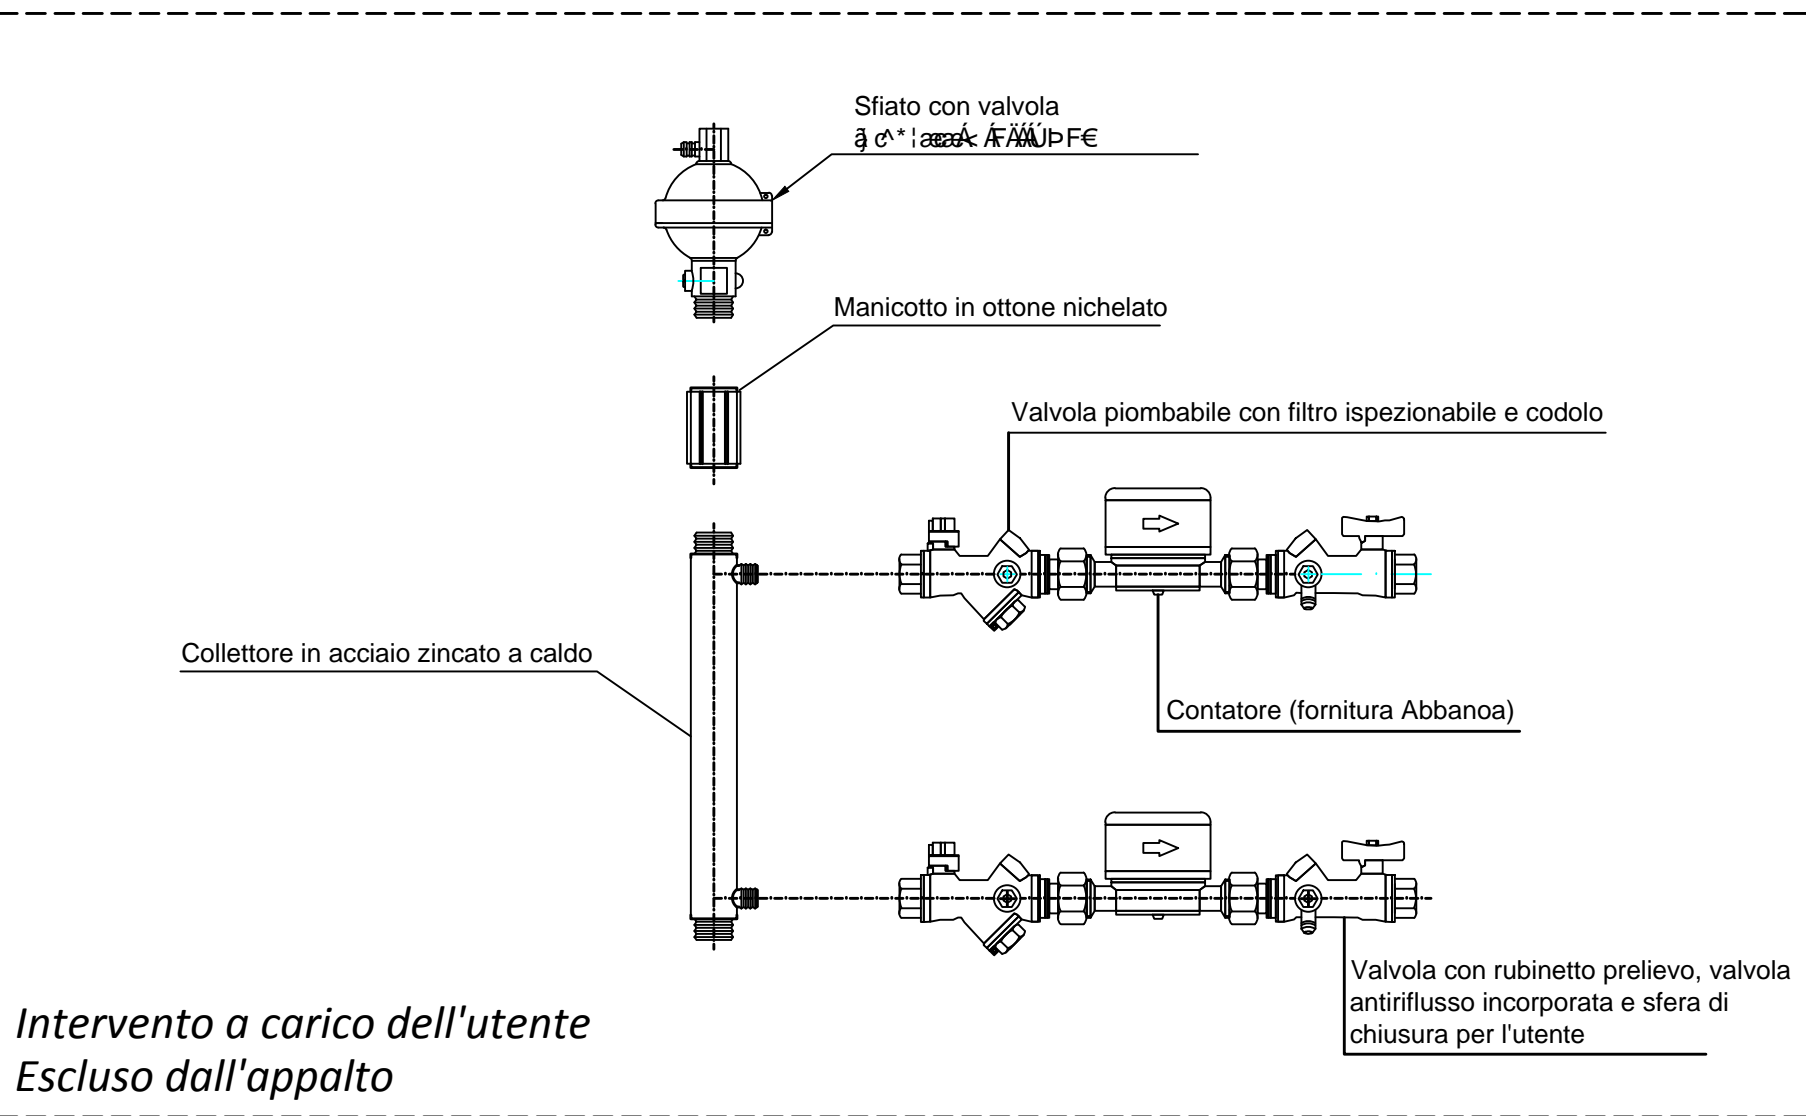 Sfiato con valvola
Manicotto in ottone nichelato
Valvola piombabile con filtro ispezionabile e codolo
Collettore in acciaio zincato a caldo
Contatore (fornitura Abbanoa)
Valvola con rubinetto prelievo, valvola
antiriflusso incorporata e sfera di
chiusura per l'utente
Intervento a carico dell'utente
Escluso dall'appalto